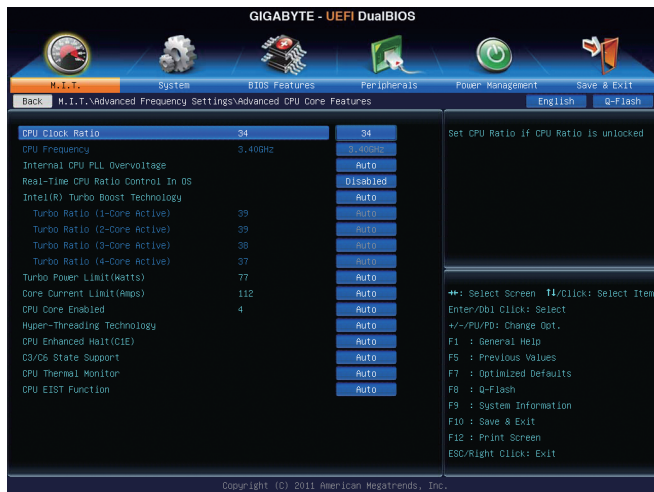 GIGABYTE - UEFI DualBIOS
M.I.T. System BIOS Features Peripherals Power Management Save & Exit
Back M.I.T.\Advanced Frequency Settings\Advanced CPU Core Features English Q-Flash
CPU Clock Ratio 34 34
CPU Frequency 3.40GHz 3.40GHz
Internal CPU PLL Overvoltage Auto
Real-Time CPU Ratio Control In OS Disabled
Intel(R) Turbo Boost Technology Auto
Turbo Ratio (1-Core Active) 39 Auto
Turbo Ratio (2-Core Active) 39 Auto
Turbo Ratio (3-Core Active) 38 Auto
Turbo Ratio (4-Core Active) 37 Auto
Turbo Power Limit(Watts) 77 Auto
Core Current Limit(Amps) 112 Auto
CPU Core Enabled 4 Auto
Hyper-Threading Technology Auto
CPU Enhanced Halt(C1E) Auto
C3/C6 State Support Auto
CPU Thermal Monitor Auto
CPU EIST Function Auto
Set CPU Ratio if CPU Ratio is unlocked
↔: Select Screen ↑↓/Click: Select Item
Enter/Dbl Click: Select
+/-/PU/PD: Change Opt.
F1 : General Help
F5 : Previous Values
F7 : Optimized Defaults
F8 : Q-Flash
F9 : System Information
F10 : Save & Exit
F12 : Print Screen
ESC/Right Click: Exit
Copyright (C) 2011 American Megatrends, Inc.